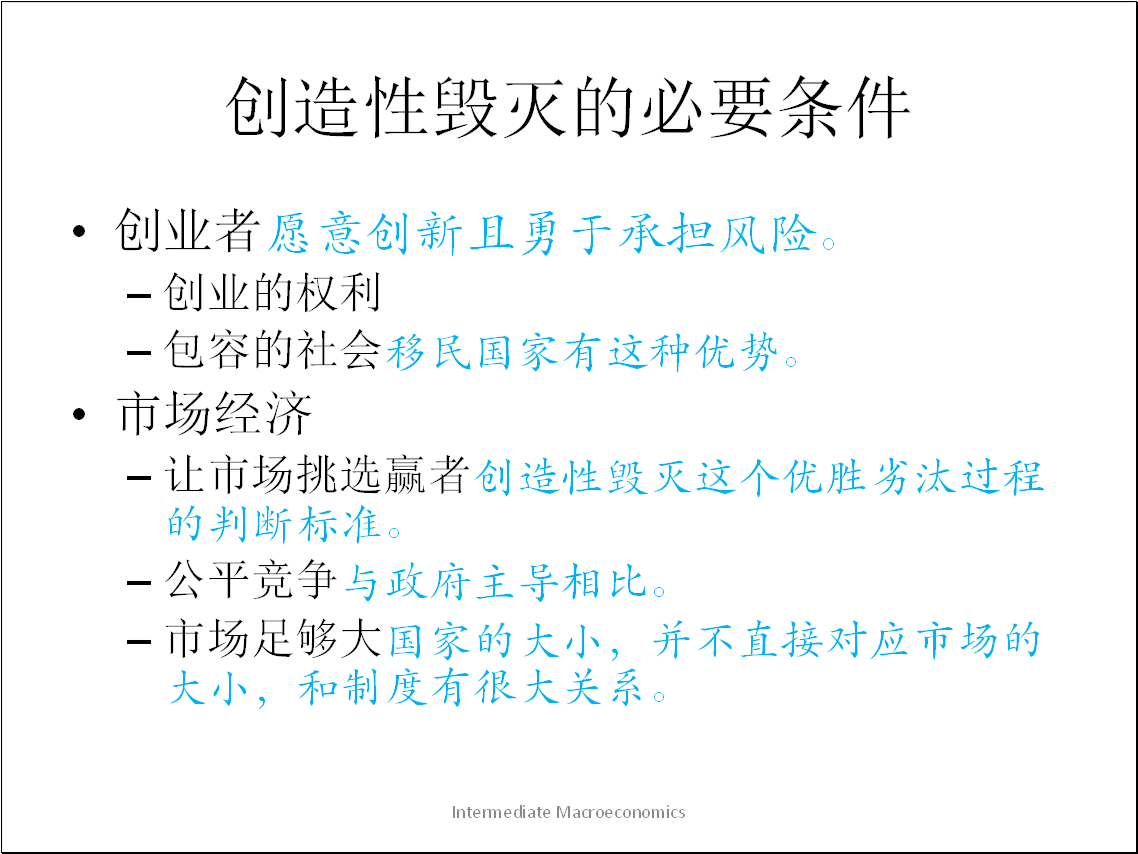 创造性毁灭的必要条件
• 创业者愿意创新且勇于承担风险。
– 创业的权利
– 包容的社会移民国家有这种优势。
• 市场经济
– 让市场挑选赢者创造性毁灭这个优胜劣汰过程
的判断标准。
– 公平竞争与政府主导相比。
– 市场足够大国家的大小，并不直接对应市场的
大小，和制度有很大关系。
Intermediate Macroeconomics